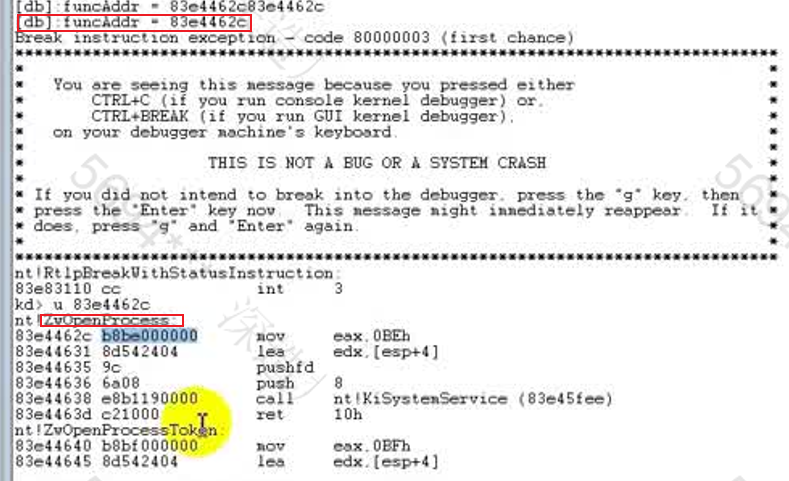 [db]:funcAddr = 83e4462c83e4462c
[db]:funcAddr = 83e4462c
Break instruction exception - code 80000003 (first chance)
*******************************************************************************
*
*   You are seeing this message because you pressed either
*       CTRL+C (if you run console kernel debugger) or,
*       CTRL+BREAK (if you run GUI kernel debugger),
*   on your debugger machine's keyboard.
*
*                   THIS IS NOT A BUG OR A SYSTEM CRASH
*
* If you did not intend to break into the debugger, press the "g" key, then
* press the "Enter" key now.  This message might immediately reappear.  If it
* does, press "g" and "Enter" again.
*
*******************************************************************************
nt!RtlpBreakWithStatusInstruction:
83e83110 cc              int     3
kd> u 83e4462c
nt!ZwOpenProcess:
83e4462c b8be000000      mov     eax,0BEh
83e44631 8d542404        lea     edx,[esp+4]
83e44635 9c              pushfd
83e44636 6a08            push    8
83e44638 e8b1190000      call    nt!KiSystemService (83e45fee)
83e4463d c21000          ret     10h
nt!ZwOpenProcessToken:
83e44640 b8bf000000      mov     eax,0BFh
83e44645 8d542404        lea     edx,[esp+4]